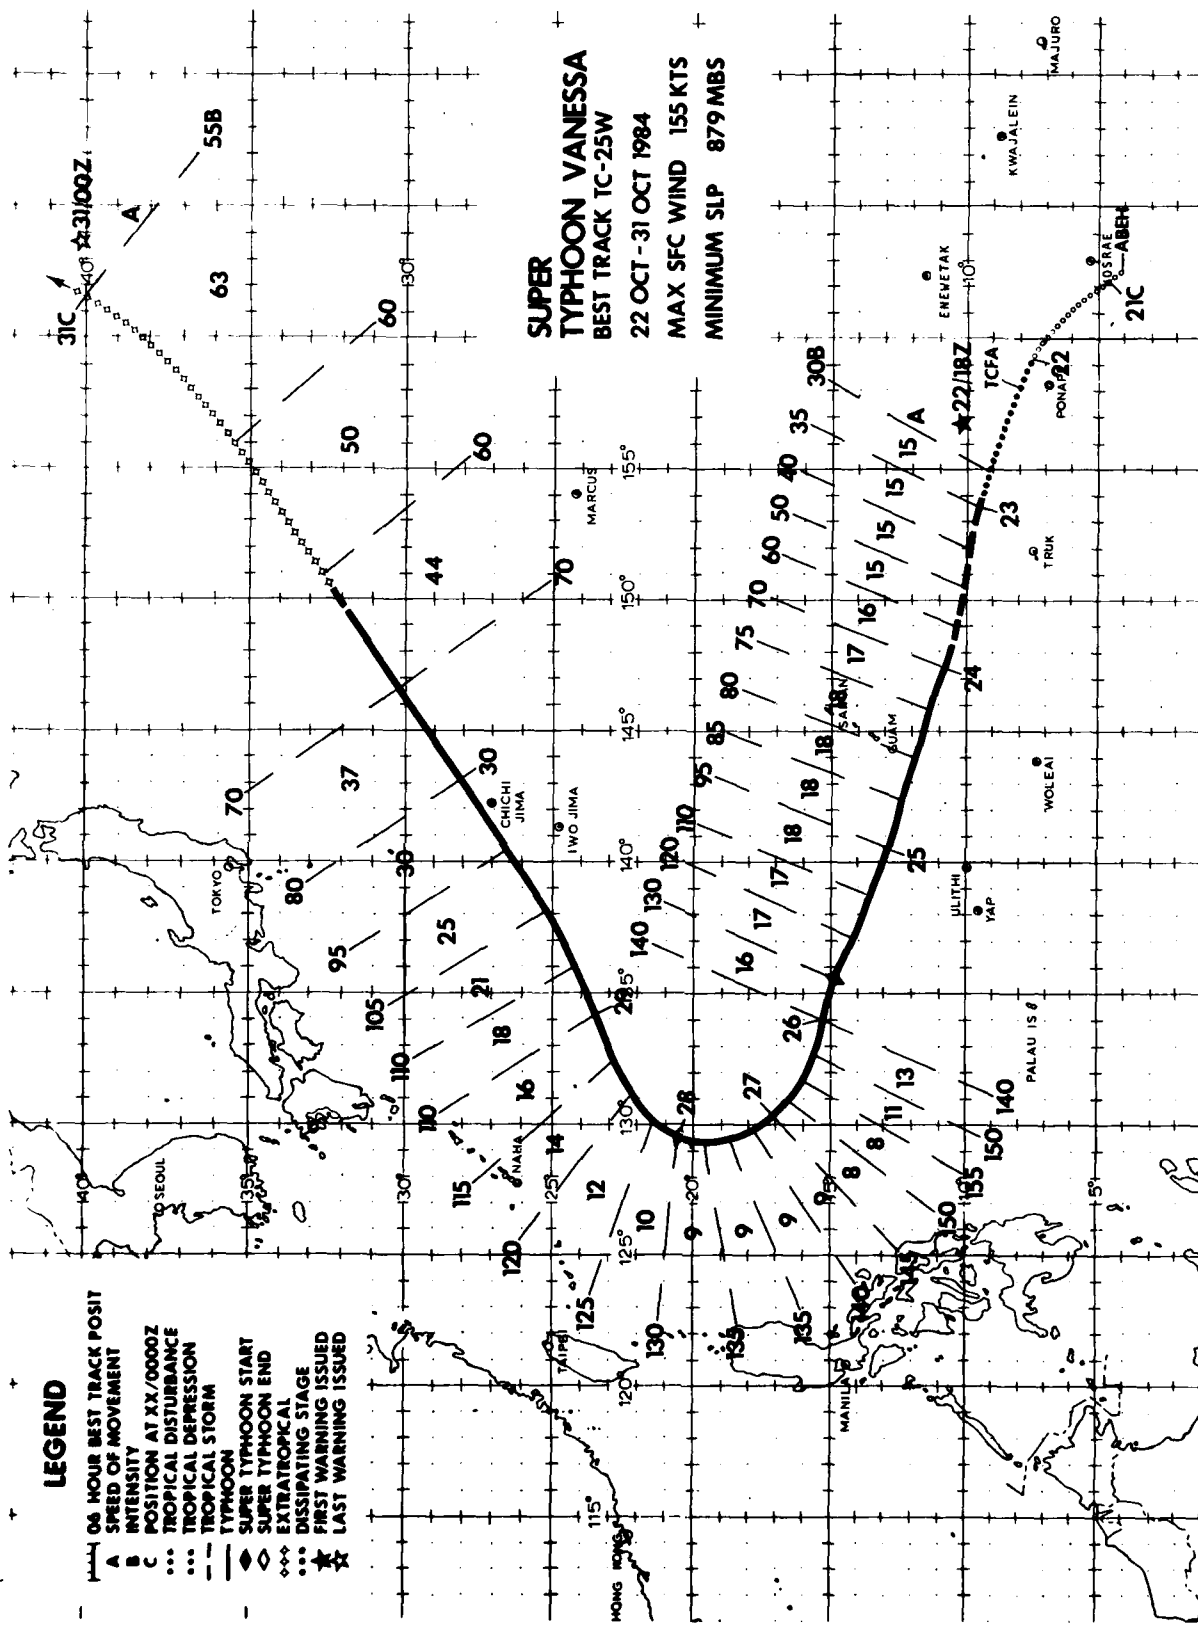 SUPER
TYPHOON VANESSA
BEST TRACK TC-25W
22 OCT - 31 OCT 1984
MAX SFC WIND 155 KTS
MINIMUM SLP 879 MBS
LEGEND
06 HOUR BEST TRACK POSIT
A SPEED OF MOVEMENT
B INTENSITY
C POSITION AT XX/0000Z
TROPICAL DISTURBANCE
TROPICAL DEPRESSION
TROPICAL STORM
TYPHOON
SUPER TYPHOON START
SUPER TYPHOON END
EXTRATROPICAL
DISSIPATING STAGE
FIRST WARNING ISSUED
LAST WARNING ISSUED
31C
40°
31/00Z
A
55B
63
60
50
60
44
70
37
70
30
80
30
25
95
21
105
18
110
16
110
14
115
12
120
10
125
9
130
9
135
9
135
9
140
8
145
8
150
11
155
13
150
140
16
140
17
130
17
120
18
110
18
95
18
85
18
80
17
75
16
70
15
60
15
50
15
40
15
35
A
30B
22/18Z
TCFA
21C
22
23
24
25
26
27
28
29
30
TOKYO
SEOUL
NAHA
TAIPEI
HONG KONG
MANILA
CHICHI
JIMA
IWO JIMA
MARCUS
SAIPAN
GUAM
ULITHI
YAP
PALAU IS
WOLEAI
TRUK
PONAPE
KOSRAE
ABEH
ENEWETAK
KWAJALEIN
MAJURO
40°
35°
30°
25°
20°
15°
10°
5°
30°
10°
115°
120°
125°
130°
135°
140°
145°
150°
155°